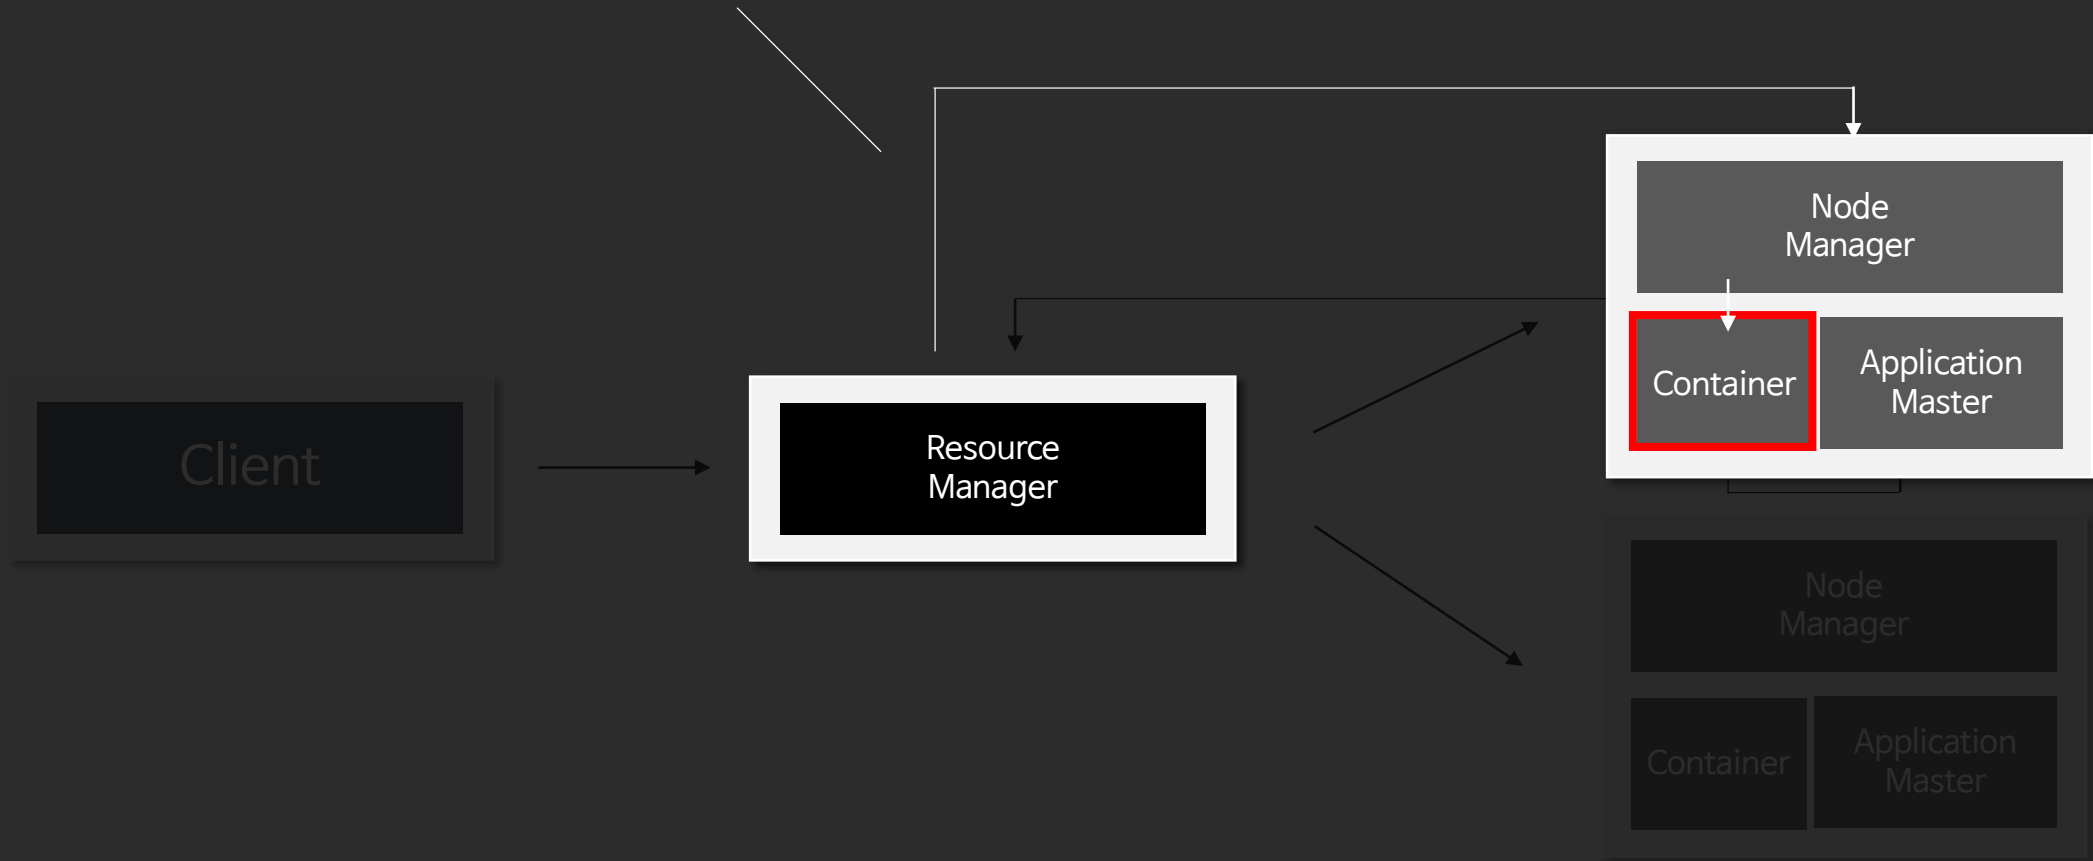 Node
Manager
Container
Application
Master
Client
Resource
Manager
Node
Manager
Container
Application
Master